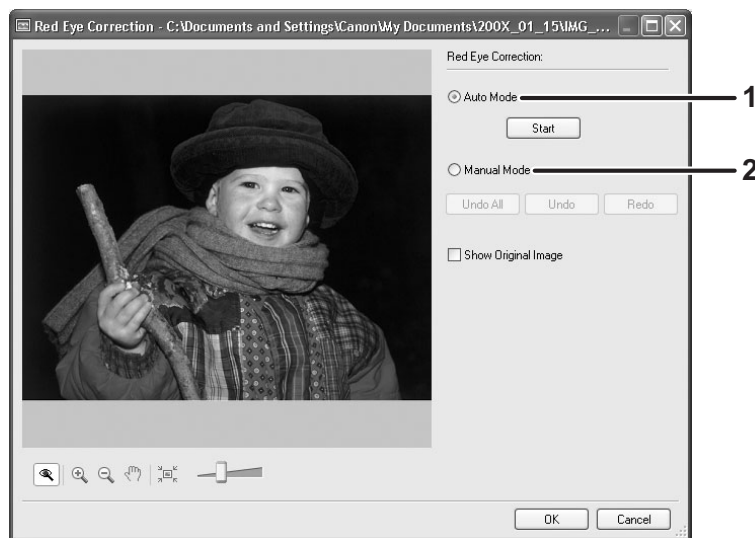 Red Eye Correction - C:\Documents and Settings\Canon\My Documents\200X_01_15\IMG_...
Red Eye Correction:
Auto Mode
1
Start
Manual Mode
2
Undo All Undo Redo
Show Original Image
OK Cancel